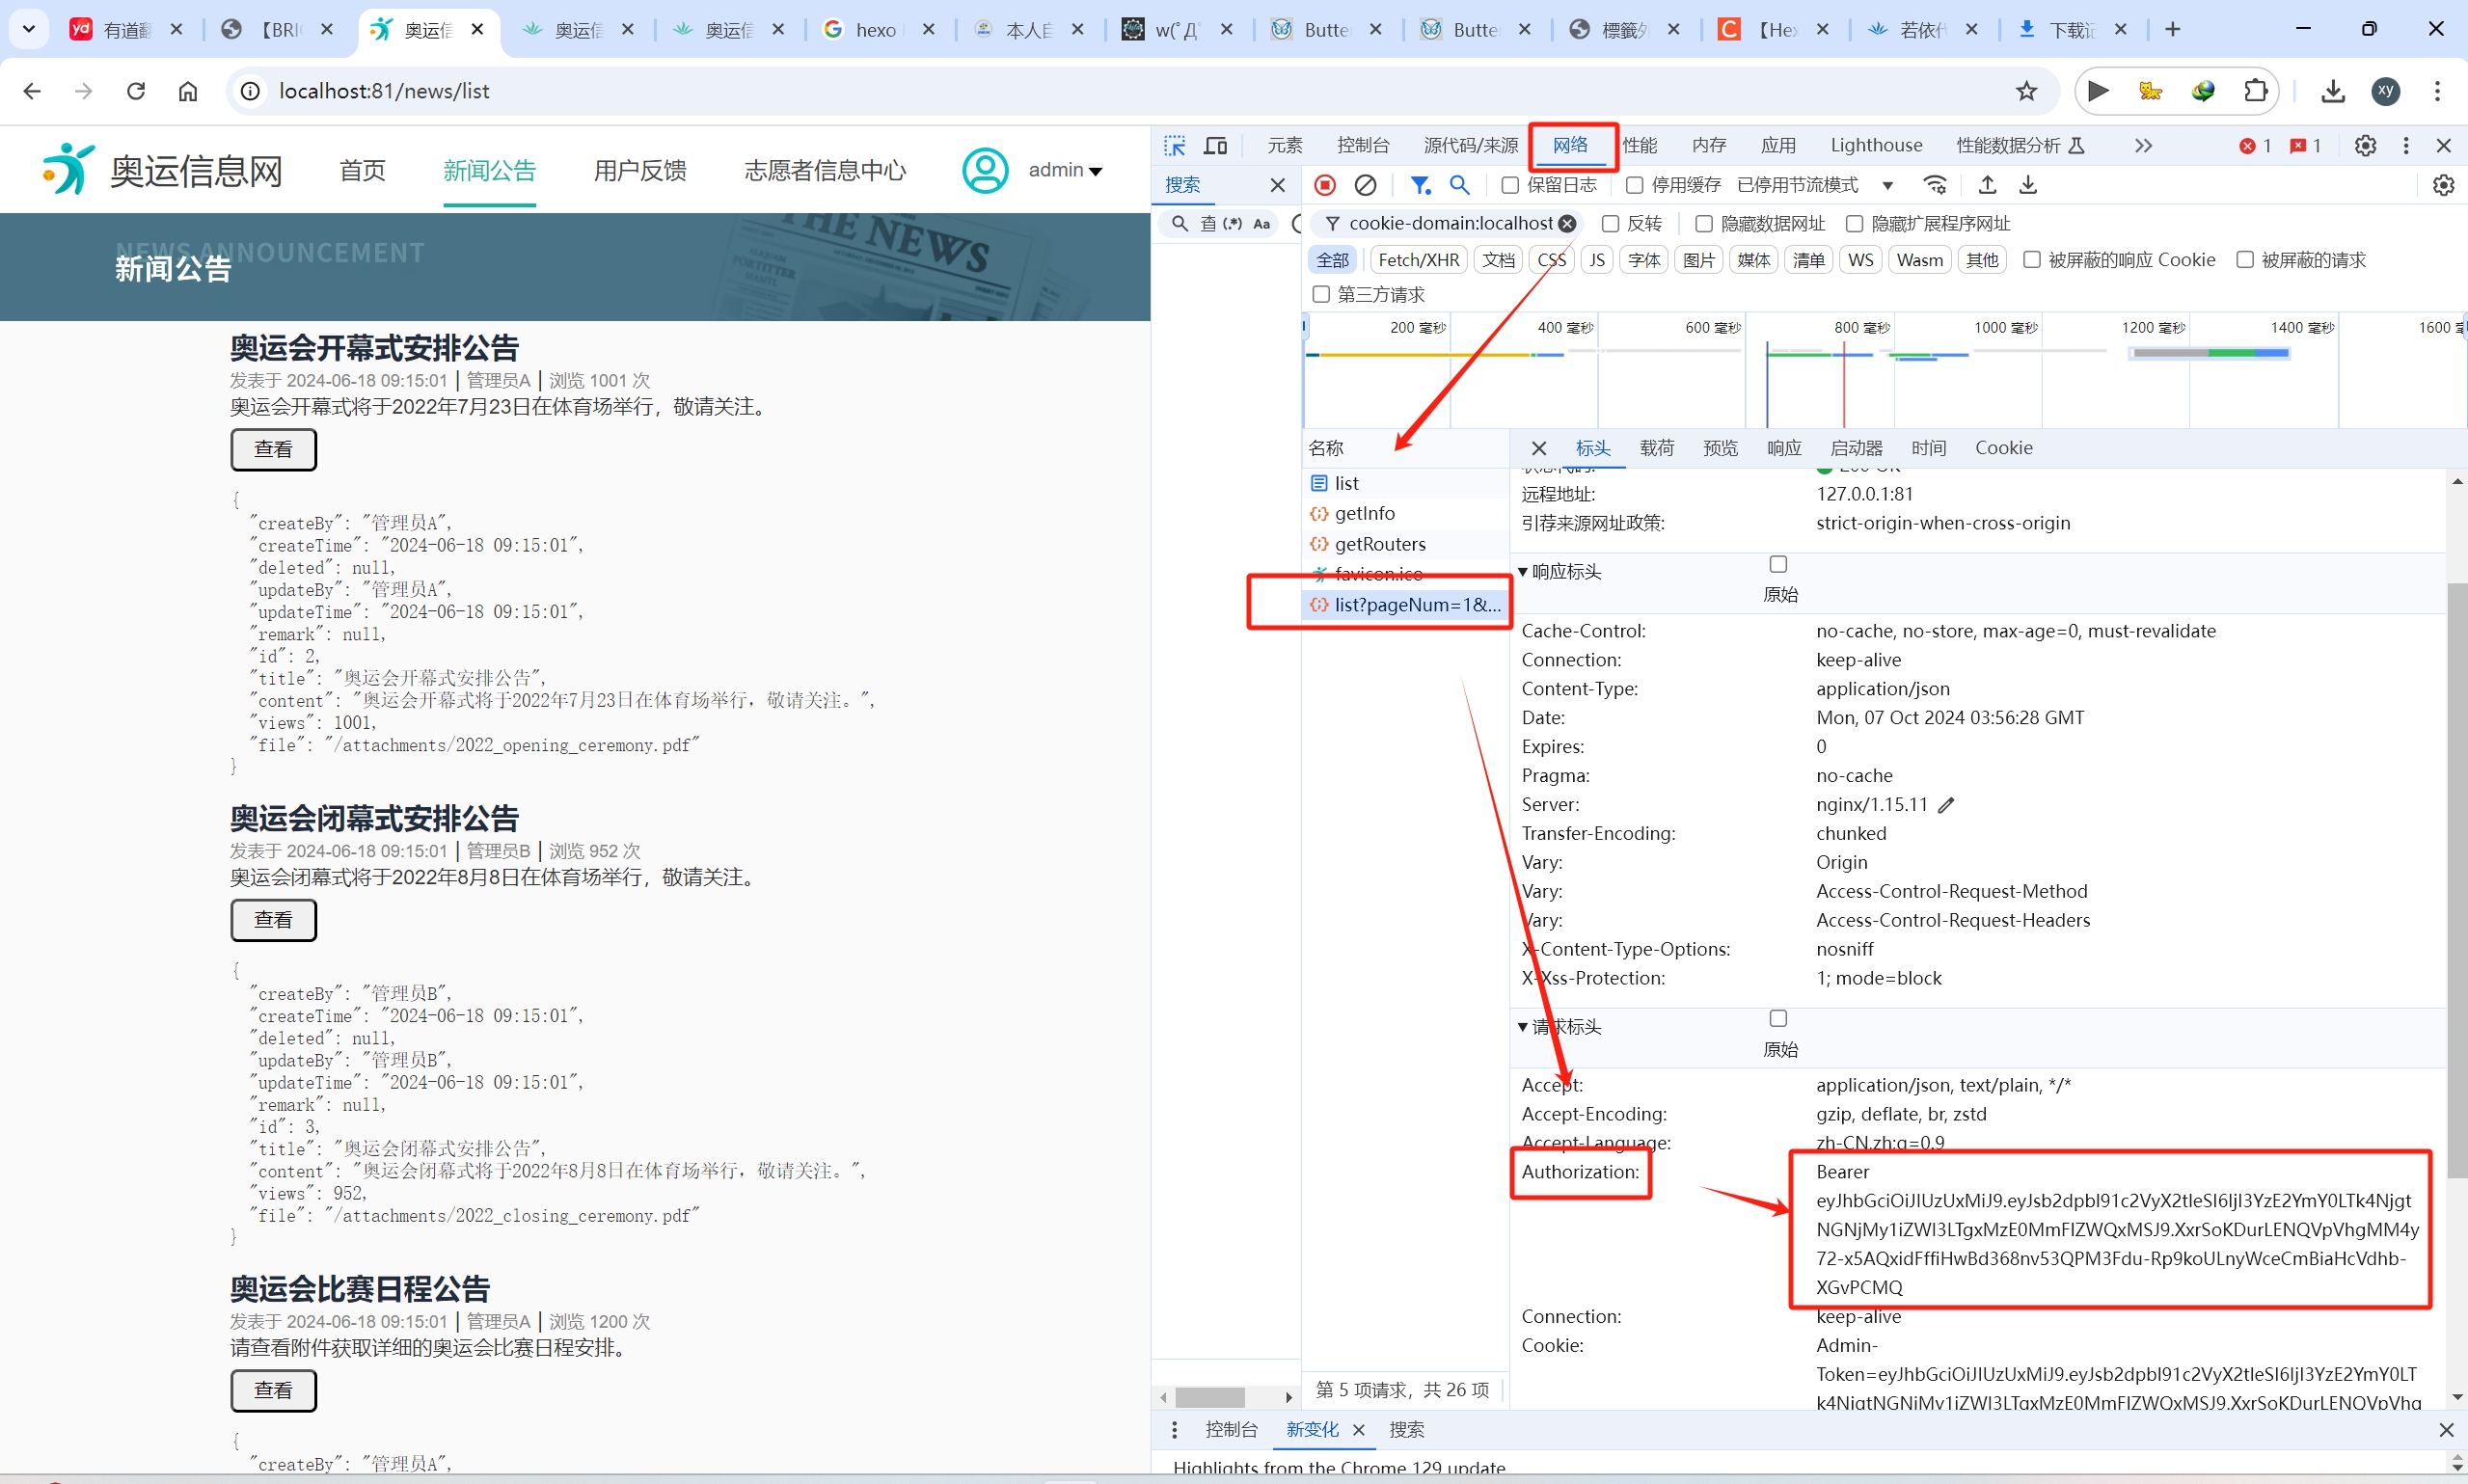 有道翻
【BRI
奥运信
奥运信
奥运信
hexo
本人自
w(ﾟДﾟ
Butte
Butte
標籤外
【He
若依代
下载记
localhost:81/news/list
xy
奥运信息网
首页
新闻公告
用户反馈
志愿者信息中心
admin
THE NEWS
NEWS ANNOUNCEMENT
新闻公告
奥运会开幕式安排公告
发表于 2024-06-18 09:15:01 | 管理员A | 浏览 1001 次
奥运会开幕式将于2022年7月23日在体育场举行，敬请关注。
查看
{
"createBy": "管理员A",
"createTime": "2024-06-18 09:15:01",
"deleted": null,
"updateBy": "管理员A",
"updateTime": "2024-06-18 09:15:01",
"remark": null,
"id": 2,
"title": "奥运会开幕式安排公告",
"content": "奥运会开幕式将于2022年7月23日在体育场举行，敬请关注。",
"views": 1001,
"file": "/attachments/2022_opening_ceremony.pdf"
}
奥运会闭幕式安排公告
发表于 2024-06-18 09:15:01 | 管理员B | 浏览 952 次
奥运会闭幕式将于2022年8月8日在体育场举行，敬请关注。
查看
{
"createBy": "管理员B",
"createTime": "2024-06-18 09:15:01",
"deleted": null,
"updateBy": "管理员B",
"updateTime": "2024-06-18 09:15:01",
"remark": null,
"id": 3,
"title": "奥运会闭幕式安排公告",
"content": "奥运会闭幕式将于2022年8月8日在体育场举行，敬请关注。",
"views": 952,
"file": "/attachments/2022_closing_ceremony.pdf"
}
奥运会比赛日程公告
发表于 2024-06-18 09:15:01 | 管理员A | 浏览 1200 次
请查看附件获取详细的奥运会比赛日程安排。
查看
{
"createBy": "管理员A",
元素
控制台
源代码/来源
网络
性能
内存
应用
Lighthouse
性能数据分析
1
1
搜索
保留日志
停用缓存
已停用节流模式
(.*)
Aa
cookie-domain:localhost
反转
隐藏数据网址
隐藏扩展程序网址
全部
Fetch/XHR
文档
CSS
JS
字体
图片
媒体
清单
WS
Wasm
其他
被屏蔽的响应 Cookie
被屏蔽的请求
第三方请求
200 毫秒
400 毫秒
600 毫秒
800 毫秒
1000 毫秒
1200 毫秒
1400 毫秒
1600 毫
名称
标头
载荷
预览
响应
启动器
时间
Cookie
list
getInfo
getRouters
favicon.ico
list?pageNum=1&...
状态代码:
200 OK
远程地址:
127.0.0.1:81
引荐来源网址政策:
strict-origin-when-cross-origin
响应标头
原始
Cache-Control:
no-cache, no-store, max-age=0, must-revalidate
Connection:
keep-alive
Content-Type:
application/json
Date:
Mon, 07 Oct 2024 03:56:28 GMT
Expires:
0
Pragma:
no-cache
Server:
nginx/1.15.11
Transfer-Encoding:
chunked
Vary:
Origin
Vary:
Access-Control-Request-Method
Vary:
Access-Control-Request-Headers
X-Content-Type-Options:
nosniff
X-Xss-Protection:
1; mode=block
请求标头
原始
Accept:
application/json, text/plain, */*
Accept-Encoding:
gzip, deflate, br, zstd
Accept-Language:
zh-CN,zh;q=0.9
Authorization:
Bearer
eyJhbGciOiJIUzUxMiJ9.eyJsb2dpbl91c2VyX2tleSI6IjI3YzE2YmY0LTk4Njgt
NGNjMy1iZWI3LTgxMzE0MmFlZWQxMSJ9.XxrSoKDurLENQVpVhgMM4y
72-x5AQxidFffiHwBd368nv53QPM3Fdu-Rp9koULnyWceCmBiaHcVdhb-
XGvPCMQ
Connection:
keep-alive
Cookie:
Admin-
Token=eyJhbGciOiJIUzUxMiJ9.eyJsb2dpbl91c2VyX2tleSI6IjI3YzE2YmY0LT
k4NjgtNGNjMy1iZWI3LTgxMzE0MmFlZWQxMSJ9.XxrSoKDurLENQVpVhg
第 5 项请求，共 26 项
控制台
新变化
搜索
Highlights from the Chrome 129 update